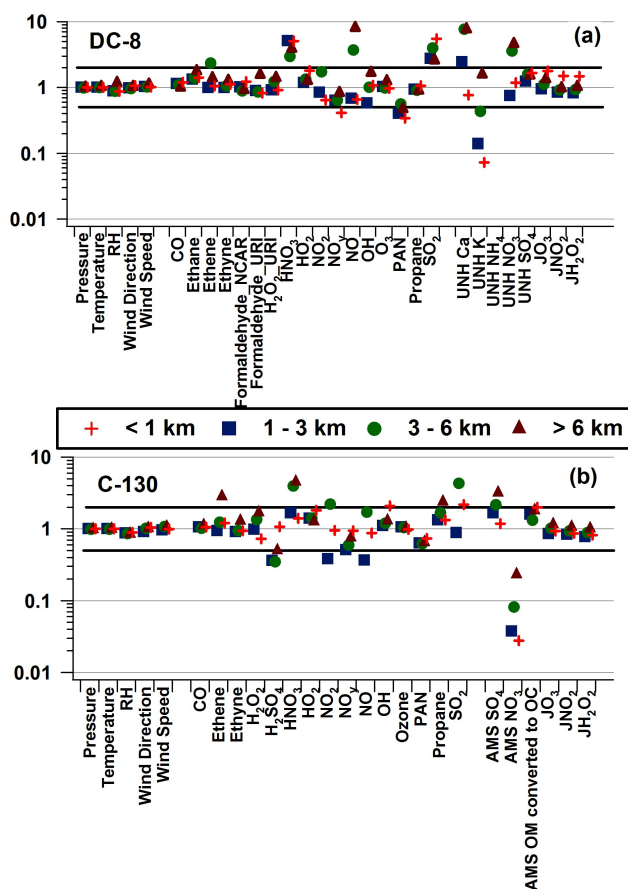 DC-8
(a)
10
1
0.1
0.01
Pressure
Temperature
RH
Wind Direction
Wind Speed
CO
Ethane
Ethene
Ethyne
Formaldehyde_NCAR
Formaldehyde_URI
H2O2_URI
HNO3
HO2
NO2
NOy
NO
OH
O3
PAN
Propane
SO2
UNH Ca
UNH K
UNH NH4
UNH NO3
UNH SO4
JO3
JNO2
JH2O2
< 1 km
1 - 3 km
3 - 6 km
> 6 km
C-130
(b)
10
1
0.1
0.01
Pressure
Temperature
RH
Wind Direction
Wind Speed
CO
Ethene
Ethyne
H2O2
H2SO4
HNO3
HO2
NO2
NOy
NO
OH
Ozone
PAN
Propane
SO2
AMS SO4
AMS NO3
AMS OM converted to OC
JO3
JNO2
JH2O2